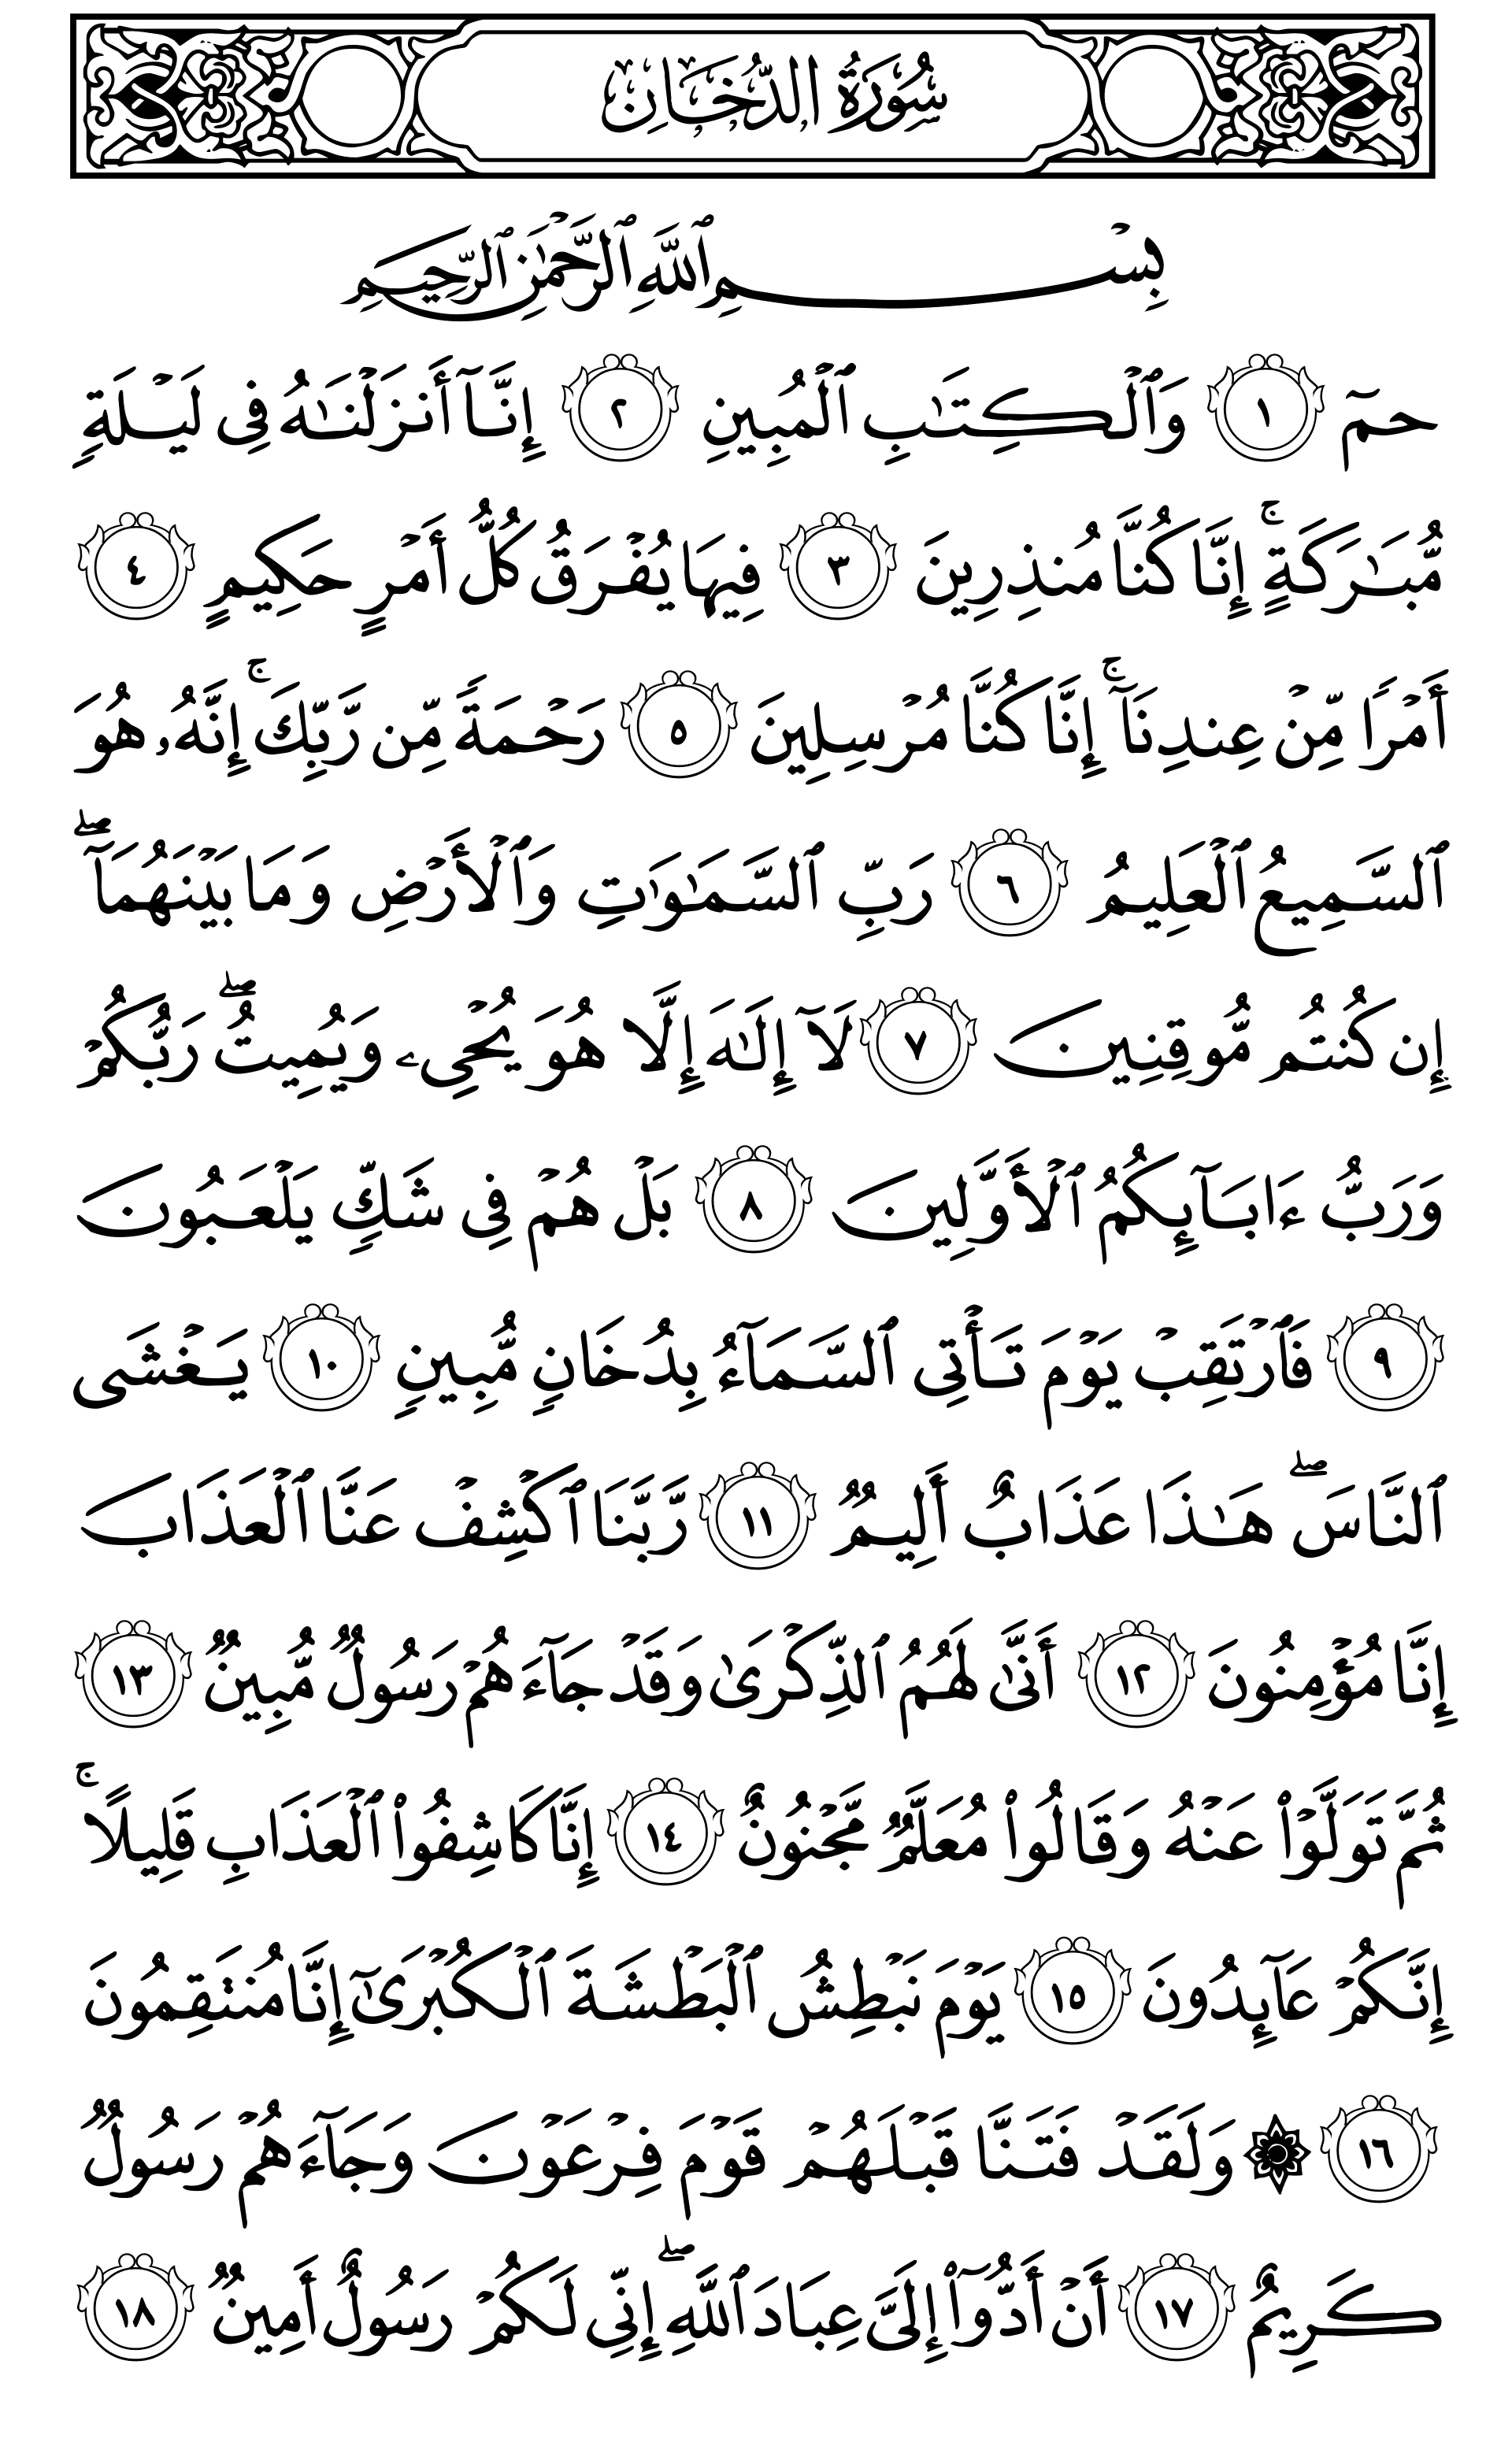 سُورَةُ الدُّخَانِ
بِسۡمِ ٱللَّهِ ٱلرَّحۡمَٰنِ ٱلرَّحِيمِ
حمٓ ١ وَٱلۡكِتَٰبِ ٱلۡمُبِينِ ٢ إِنَّآ أَنزَلۡنَٰهُ فِي لَيۡلَةٖ
مُّبَٰرَكَةٍۚ إِنَّا كُنَّا مُنذِرِينَ ٣ فِيهَا يُفۡرَقُ كُلُّ أَمۡرٍ حَكِيمٍ ٤
أَمۡرٗا مِّنۡ عِندِنَآۚ إِنَّا كُنَّا مُرۡسِلِينَ ٥ رَحۡمَةٗ مِّن رَّبِّكَۚ إِنَّهُۥ هُوَ
ٱلسَّمِيعُ ٱلۡعَلِيمُ ٦ رَبِّ ٱلسَّمَٰوَٰتِ وَٱلۡأَرۡضِ وَمَا بَيۡنَهُمَآۖ
إِن كُنتُم مُّوقِنِينَ ٧ لَآ إِلَٰهَ إِلَّا هُوَ يُحۡيِۦ وَيُمِيتُۖ رَبُّكُمۡ
وَرَبُّ ءَابَآئِكُمُ ٱلۡأَوَّلِينَ ٨ بَلۡ هُمۡ فِي شَكّٖ يَلۡعَبُونَ
٩ فَٱرۡتَقِبۡ يَوۡمَ تَأۡتِي ٱلسَّمَآءُ بِدُخَانٖ مُّبِينٖ ١٠ يَغۡشَى
ٱلنَّاسَۖ هَٰذَا عَذَابٌ أَلِيمٞ ١١ رَّبَّنَا ٱكۡشِفۡ عَنَّا ٱلۡعَذَابَ
إِنَّا مُؤۡمِنُونَ ١٢ أَنَّىٰ لَهُمُ ٱلذِّكۡرَىٰ وَقَدۡ جَآءَهُمۡ رَسُولٞ مُّبِينٞ ١٣
ثُمَّ تَوَلَّوۡاْ عَنۡهُ وَقَالُواْ مُعَلَّمٞ مَّجۡنُونٌ ١٤ إِنَّا كَاشِفُواْ ٱلۡعَذَابِ قَلِيلًاۚ
إِنَّكُمۡ عَآئِدُونَ ١٥ يَوۡمَ نَبۡطِشُ ٱلۡبَطۡشَةَ ٱلۡكُبۡرَىٰٓ إِنَّا مُنتَقِمُونَ
١٦ ۞ وَلَقَدۡ فَتَنَّا قَبۡلَهُمۡ قَوۡمَ فِرۡعَوۡنَ وَجَآءَهُمۡ رَسُولٞ
كَرِيمٌ ١٧ أَنۡ أَدُّوٓاْ إِلَيَّ عِبَادَ ٱللَّهِۖ إِنِّي لَكُمۡ رَسُولٌ أَمِينٞ ١٨